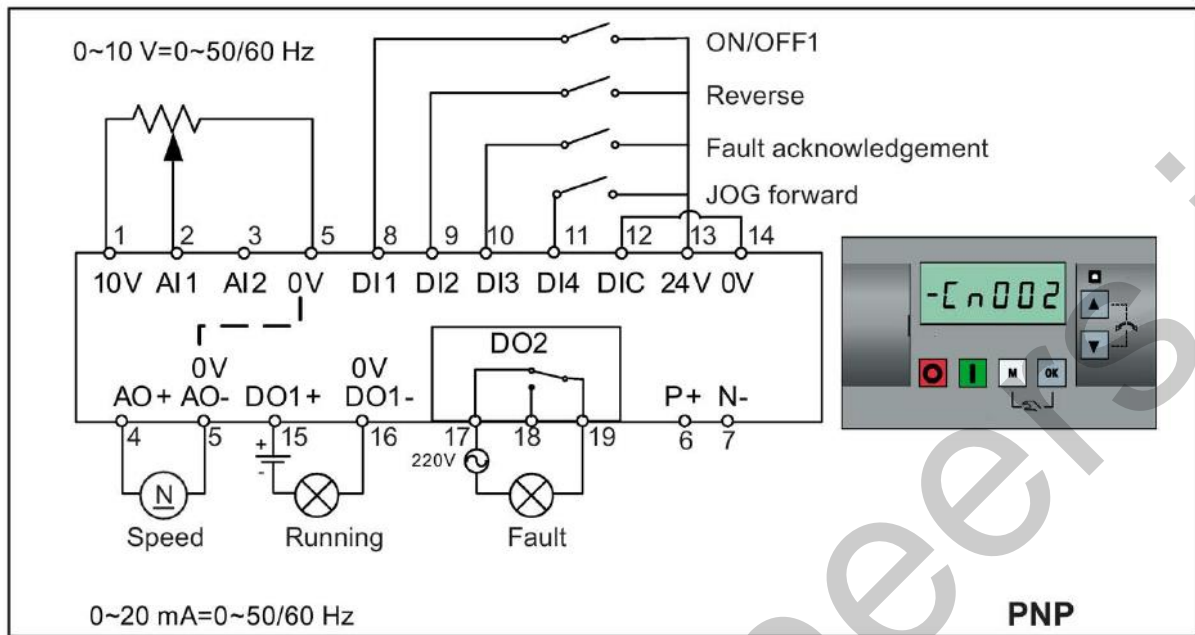 0~10 V=0~50/60 Hz
ON/OFF1
Reverse
Fault acknowledgement
JOG forward
1 2 3 5 8 9 10 11 12 13 14
10V AI1 AI2 0V DI1 DI2 DI3 DI4 DIC 24V 0V
-Cn002
M OK
DO2
0V 0V
AO+ AO- DO1+ DO1- P+ N-
4 5 15 16 17 18 19 6 7
+
-
220V
N
Speed Running Fault
0~20 mA=0~50/60 Hz
PNP